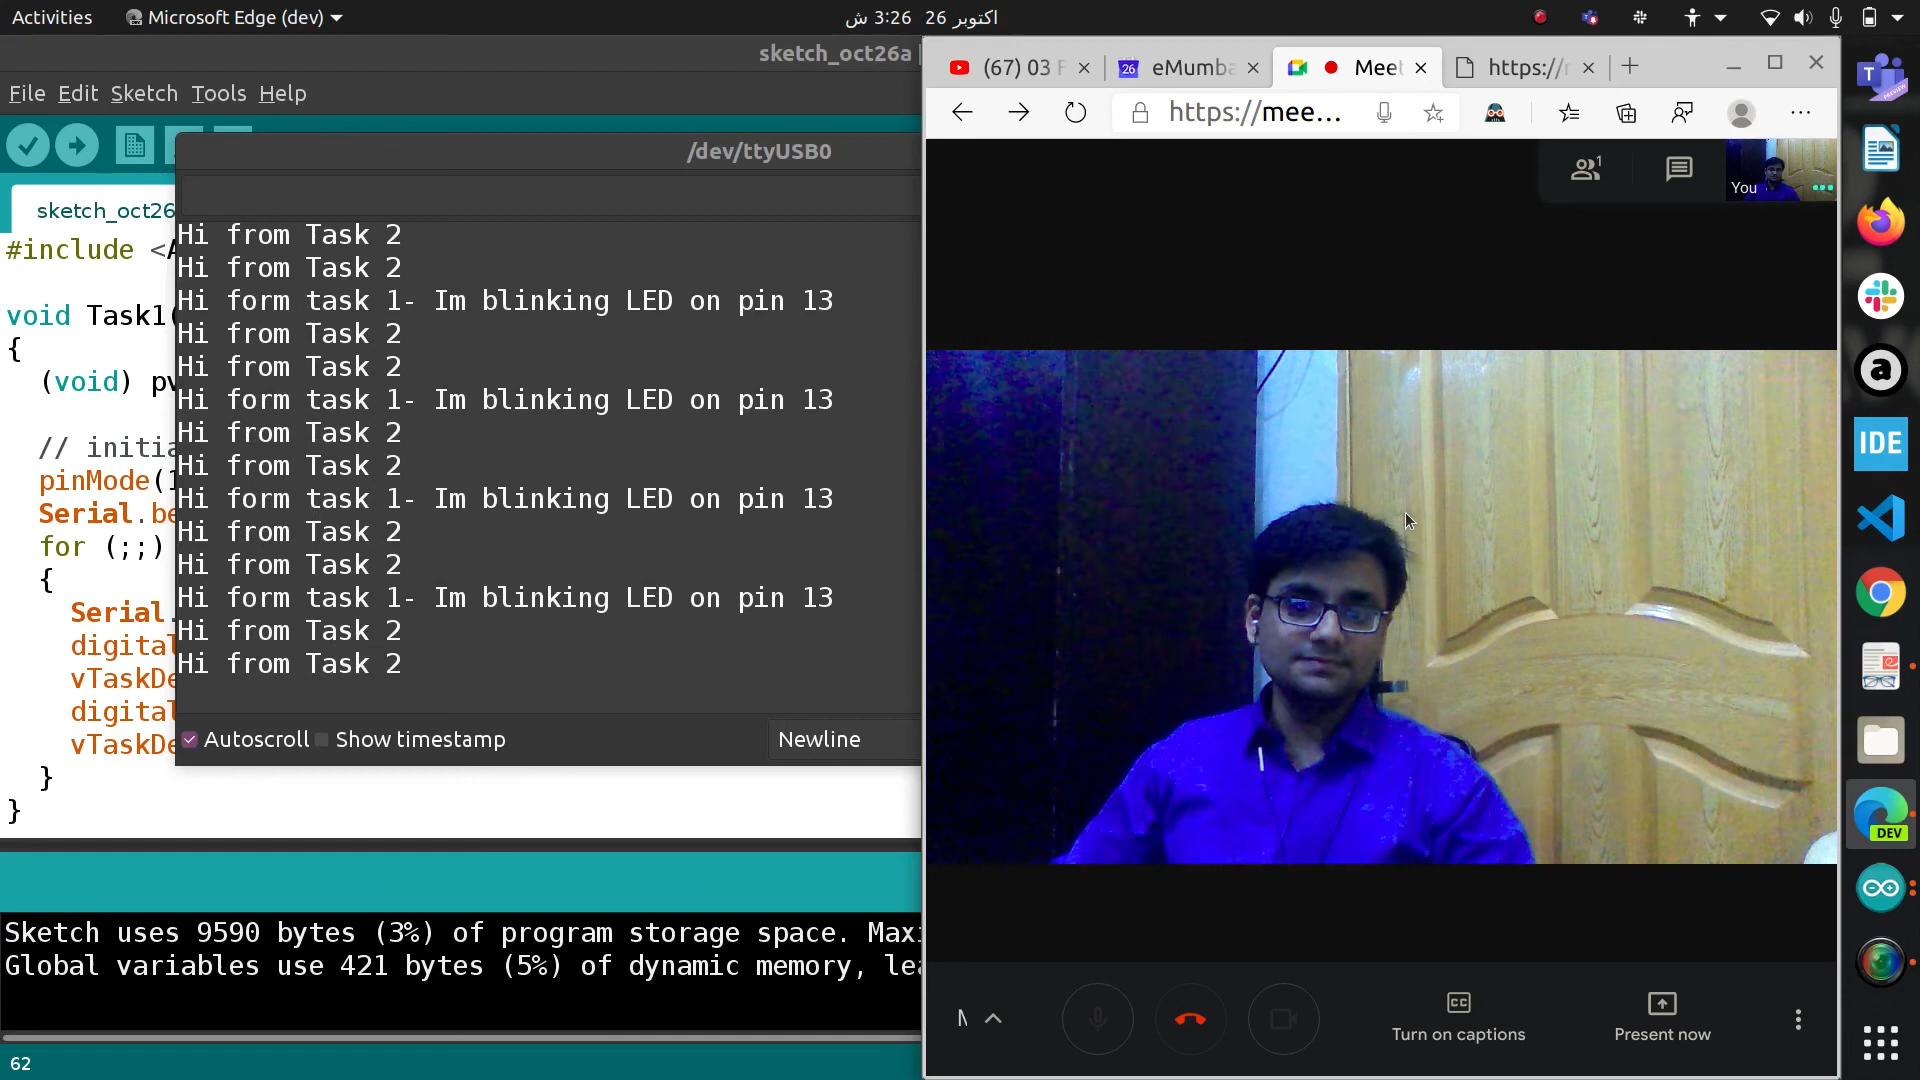 Activities
Microsoft Edge (dev)
3:26 ش
26 اکتوبر
sketch_oct26a
File Edit Sketch Tools Help
sketch_oct26
#include <A
void Task1(
{
(void) pv
// initia
pinMode(1
Serial.be
for (;;)
{
Serial.
digital
vTaskDe
digital
vTaskDe
}
}
/dev/ttyUSB0
Hi from Task 2
Hi from Task 2
Hi form task 1- Im blinking LED on pin 13
Hi from Task 2
Hi from Task 2
Hi form task 1- Im blinking LED on pin 13
Hi from Task 2
Hi from Task 2
Hi form task 1- Im blinking LED on pin 13
Hi from Task 2
Hi from Task 2
Hi form task 1- Im blinking LED on pin 13
Hi from Task 2
Hi from Task 2
Autoscroll Show timestamp Newline
Sketch uses 9590 bytes (3%) of program storage space. Maxi
Global variables use 421 bytes (5%) of dynamic memory, lea
62
(67) 03 F
26 eMumba
Meet
https://r
https://mee...
1
You
Turn on captions
Present now
IDE
DEV